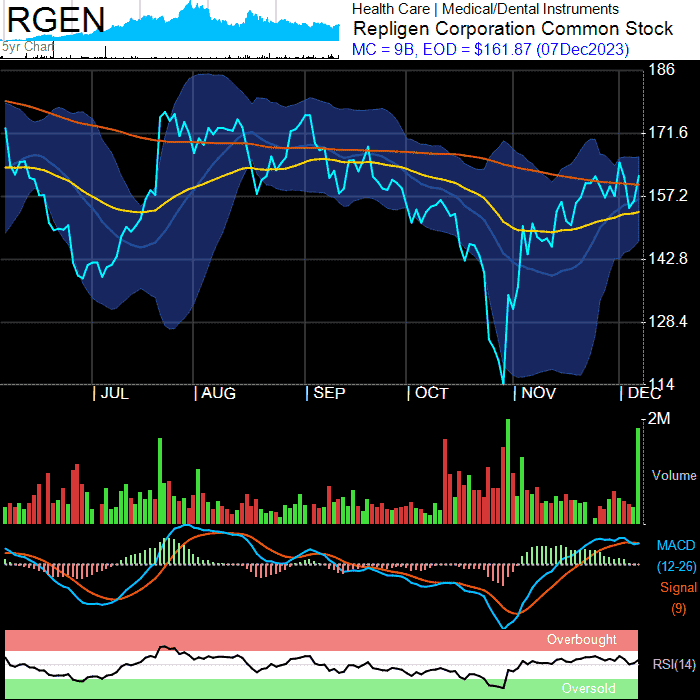 RGEN
5yr Chart
Health Care | Medical/Dental Instruments
Repligen Corporation Common Stock
MC = 9B, EOD = $161.87 (07Dec2023)
186
171.6
157.2
142.8
128.4
114
JUL
AUG
SEP
OCT
NOV
DEC
2M
Volume
MACD
(12-26)
Signal
(9)
Overbought
RSI(14)
Oversold